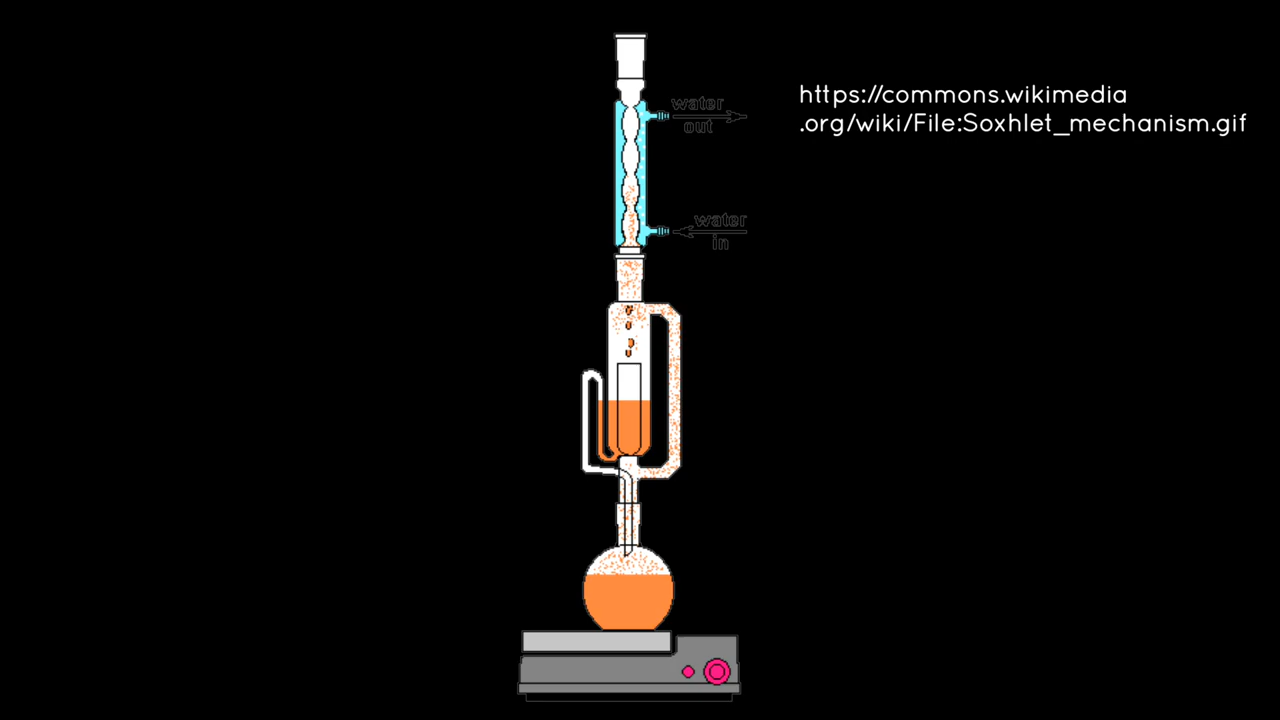 https://commons.wikimedia
.org/wiki/File:Soxhlet_mechanism.gif
water
out
water
in